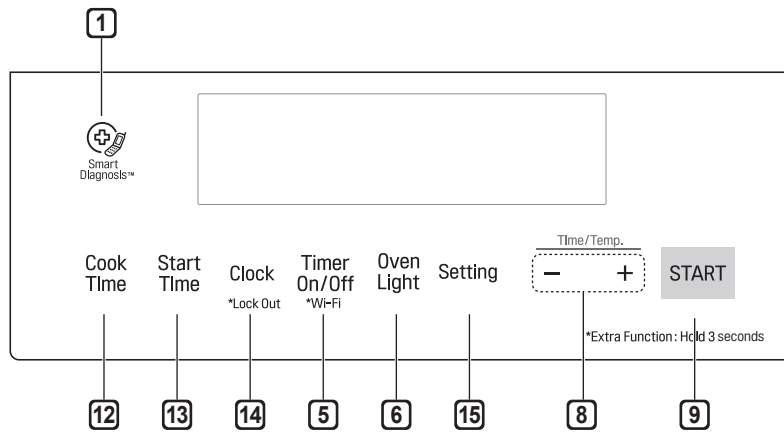 1
Smart
Diagnosis™
Time/Temp.
Cook
Time
Start
Time
Clock
*Lock Out
Timer
On/Off
*Wi-Fi
Oven
Light
Setting
− +
START
*Extra Function: Hold 3 seconds
12 13 14 5 6 15 8 9